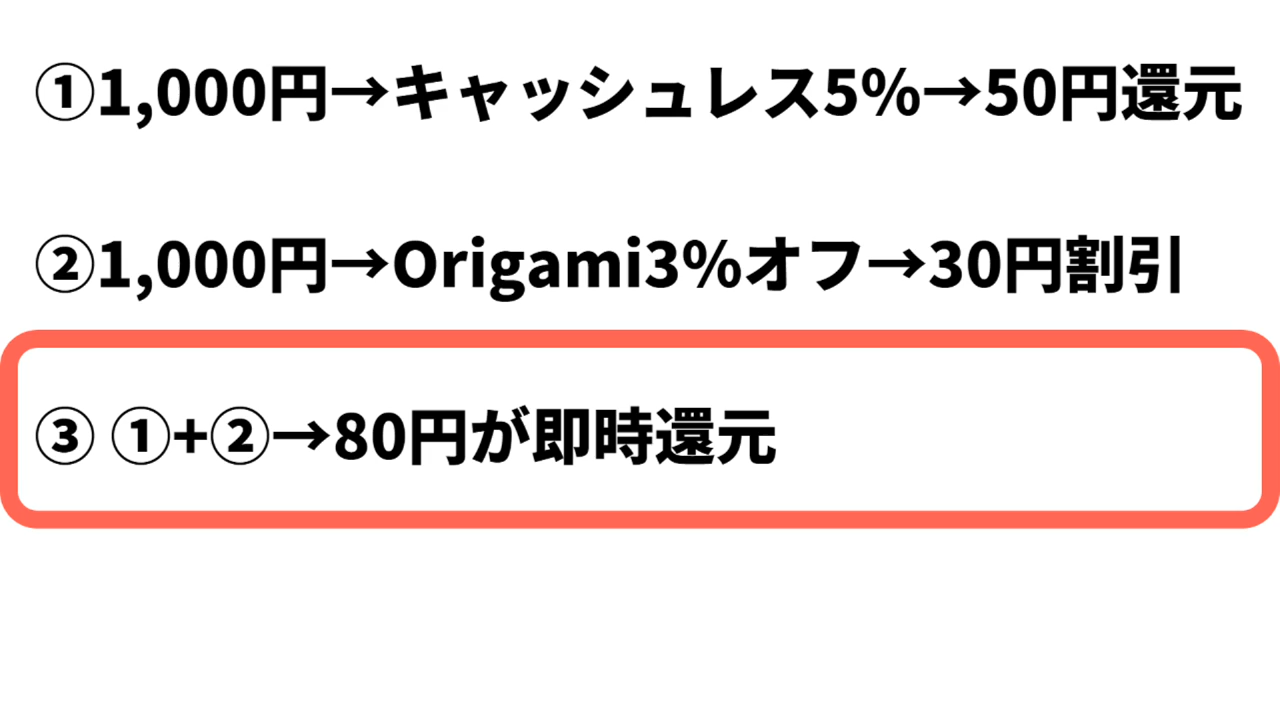 ①1,000円→キャッシュレス5%→50円還元
②1,000円→Origami3%オフ→30円割引
③ ①+②→80円が即時還元